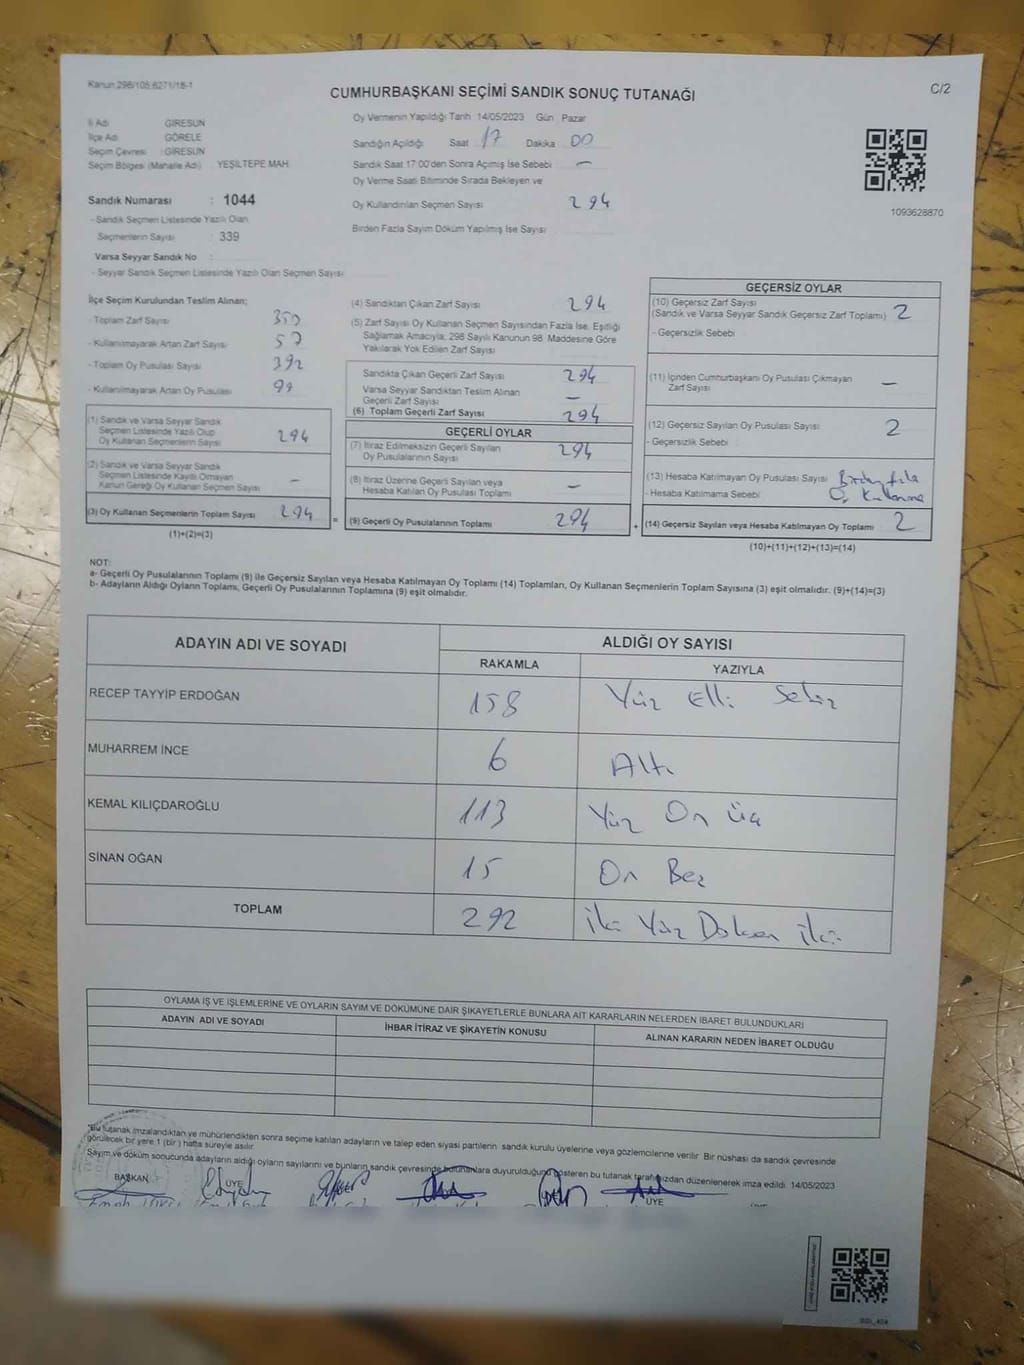 Kanun:298/105;6271/18-1
CUMHURBAŞKANI SEÇİMİ SANDIK SONUÇ TUTANAĞI
C/2
İl Adı : GİRESUN
İlçe Adı : GÖRELE
Seçim Çevresi : GİRESUN
Seçim Bölgesi (Mahalle Adı) : YEŞİLTEPE MAH.
Sandık Numarası : 1044
- Sandık Seçmen Listesinde Yazılı Olan
Seçmenlerin Sayısı : 339
Varsa Seyyar Sandık No :
- Seyyar Sandık Seçmen Listesinde Yazılı Olan Seçmen Sayısı:
Oy Vermenin Yapıldığı Tarih 14/05/2023 Gün Pazar
Sandığın Açıldığı Saat 17 Dakika 00
Sandık Saat 17:00'den Sonra Açılmış İse Sebebi : —
Oy Verme Saati Bitiminde Sırada Bekleyen ve
Oy Kullandırılan Seçmen Sayısı 294
Birden Fazla Sayım Döküm Yapılmış İse Sayısı
1093628870
İlçe Seçim Kurulundan Teslim Alınan;
- Toplam Zarf Sayısı :
- Kullanılmayarak Artan Zarf Sayısı : 57
- Toplam Oy Pusulası Sayısı : 392
- Kullanılmayarak Artan Oy Pusulası :
(1) Sandık ve Varsa Seyyar Sandık
Seçmen Listesinde Yazılı Olup
Oy Kullanan Seçmenlerin Sayısı 294
(2) Sandık ve Varsa Seyyar Sandık
Seçmen Listesinde Kayıtlı Olmayan
Kanun Gereği Oy Kullanan Seçmen Sayısı —
(3) Oy Kullanan Seçmenlerin Toplam Sayısı 294
(1)+(2)=(3)
(4) Sandıktan Çıkan Zarf Sayısı 294
(5) Zarf Sayısı Oy Kullanan Seçmen Sayısından Fazla İse, Eşitliği
Sağlamak Amacıyla, 298 Sayılı Kanunun 98. Maddesine Göre
Yakılarak Yok Edilen Zarf Sayısı
Sandıkta Çıkan Geçerli Zarf Sayısı 294
Varsa Seyyar Sandıktan Teslim Alınan
Geçerli Zarf Sayısı —
(6) Toplam Geçerli Zarf Sayısı 294
GEÇERLİ OYLAR
(7) İtiraz Edilmeksizin Geçerli Sayılan
Oy Pusulalarının Sayısı 294
(8) İtiraz Üzerine Geçerli Sayılan veya
Hesaba Katılan Oy Pusulası Toplamı —
(9) Geçerli Oy Pusulalarının Toplamı 294
GEÇERSİZ OYLAR
(10) Geçersiz Zarf Sayısı
(Sandık ve Varsa Seyyar Sandık Geçersiz Zarf Toplamı) 2
- Geçersizlik Sebebi :
(11) İçinden Cumhurbaşkanı Oy Pusulası Çıkmayan
Zarf Sayısı —
(12) Geçersiz Sayılan Oy Pusulası Sayısı 2
- Geçersizlik Sebebi :
(13) Hesaba Katılmayan Oy Pusulası Sayısı Birden fazla
- Hesaba Katılmama Sebebi : Oy Kullanma
(14) Geçersiz Sayılan veya Hesaba Katılmayan Oy Toplamı 2
(10)+(11)+(12)+(13)=(14)
NOT:
a- Geçerli Oy Pusulalarının Toplamı (9) ile Geçersiz Sayılan veya Hesaba Katılmayan Oy Toplamı (14) Toplamları, Oy Kullanan Seçmenlerin Toplam Sayısına (3) eşit olmalıdır. (9)+(14)=(3)
b- Adayların Aldığı Oyların Toplamı, Geçerli Oy Pusulalarının Toplamına (9) eşit olmalıdır.
ADAYIN ADI VE SOYADI
ALDIĞI OY SAYISI
RAKAMLA YAZIYLA
RECEP TAYYİP ERDOĞAN 158 Yüz Elli Sekiz
MUHARREM İNCE 6 Altı
KEMAL KILIÇDAROĞLU 113 Yüz On Üç
SİNAN OĞAN 15 On Beş
TOPLAM 292 İki Yüz Doksan İki
OYLAMA İŞ VE İŞLEMLERİNE VE OYLARIN SAYIM VE DÖKÜMÜNE DAİR ŞİKAYETLERLE BUNLARA AİT KARARLARIN NELERDEN İBARET BULUNDUKLARI
ADAYIN ADI VE SOYADI İHBAR İTİRAZ VE ŞİKAYETİN KONUSU ALINAN KARARIN NEDEN İBARET OLDUĞU
*Bu tutanak imzalandıktan ve mühürlendikten sonra seçime katılan adayların ve talep eden siyasi partilerin sandık kurulu üyelerine veya gözlemcilerine verilir. Bir nüshası da sandık çevresinde
görülecek bir yere 1 (bir) hafta süreyle asılır.
Sayım ve döküm sonucunda adayların aldığı oyların sayılarını ve bunların sandık çevresinde bulunanlara duyurulduğunu gösteren bu tutanak tarafımızdan düzenlenerek imza edildi. 14/05/2023
BAŞKAN ÜYE ÜYE